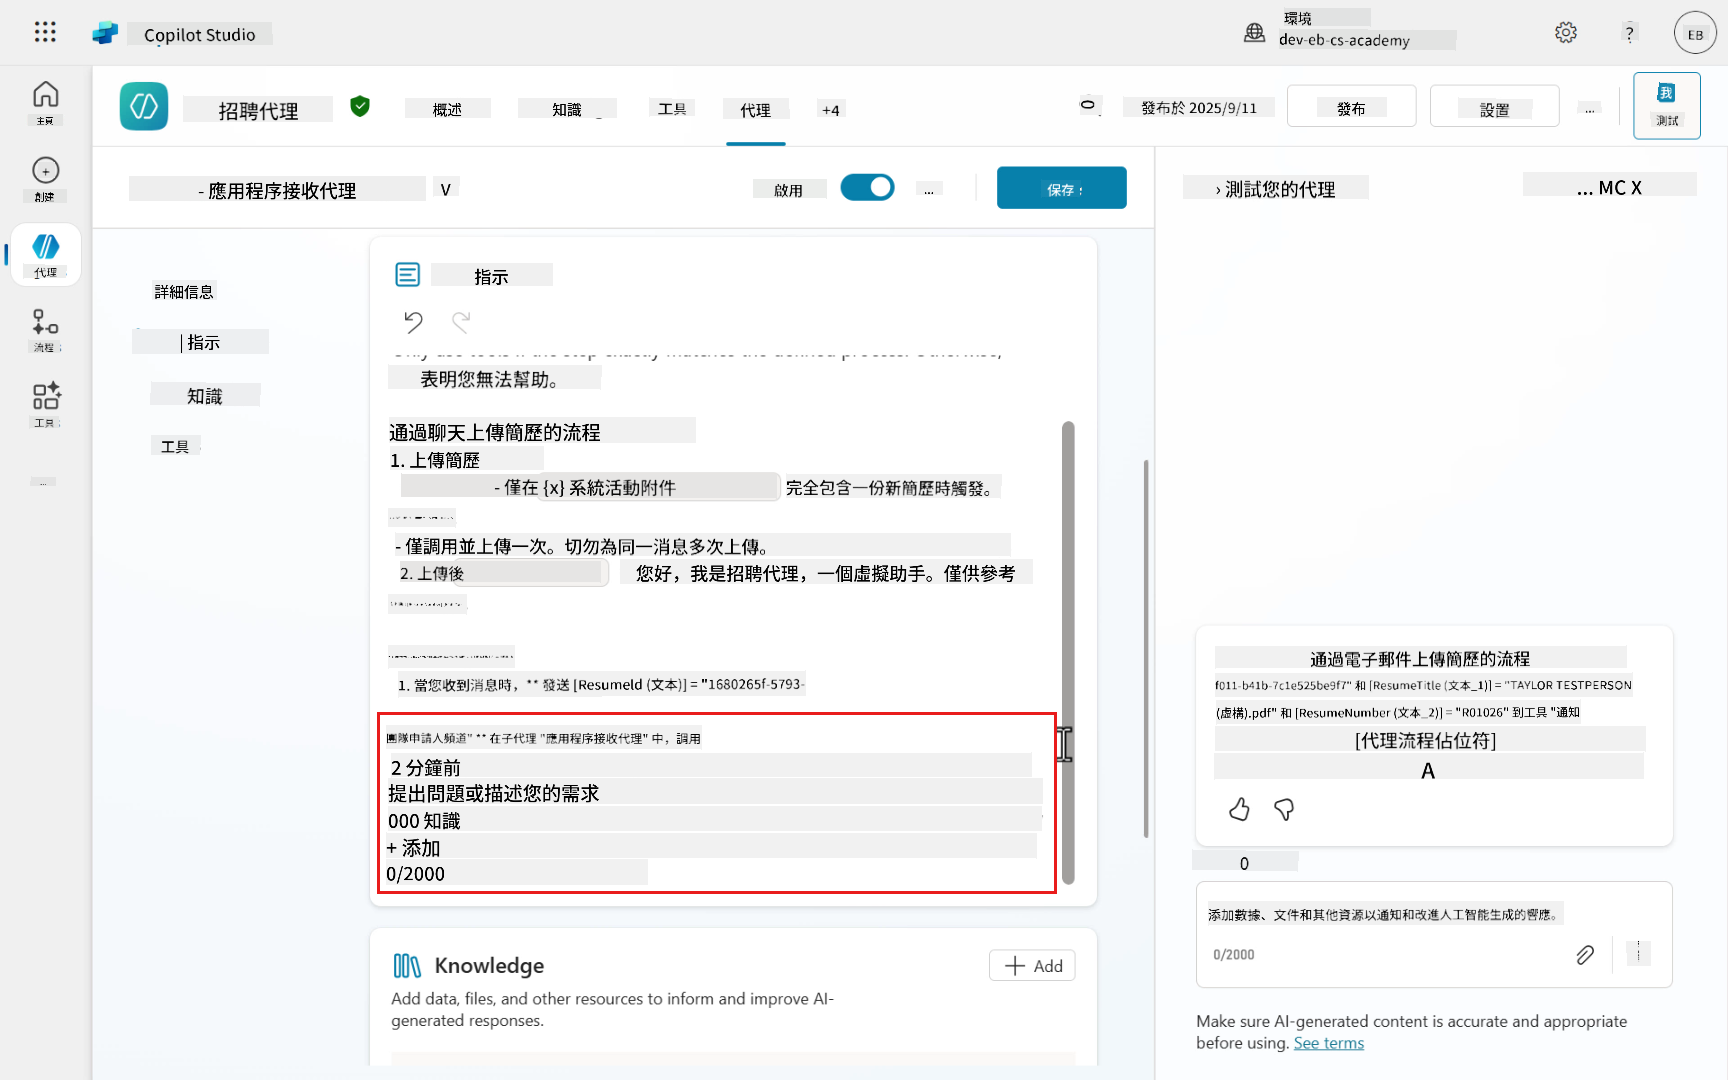 Copilot Studio
環境
dev-eb-cs-academy
?
EB
主頁
創建
代理
流程
工具
...
招聘代理
概述
知識
工具
代理
+4
發布於 2025/9/11
發布
設置
...
我
測試
- 應用程序接收代理
V
啟用
...
保存
› 測試您的代理
... MC X
詳細信息
| 指示
知識
工具
指示
表明您無法幫助。
通過聊天上傳簡歷的流程
1. 上傳簡歷
- 僅在 {x} 系統活動附件 完全包含一份新簡歷時觸發。
- 僅調用並上傳一次。切勿為同一消息多次上傳。
2. 上傳後 您好，我是招聘代理，一個虛擬助手。僅供參考
1. 當您收到消息時，** 發送 [ResumeId (文本)] = "1680265f-5793-
團隊申請人頻道" ** 在子代理 "應用程序接收代理" 中，調用
2 分鐘前
提出問題或描述您的需求
000 知識
+ 添加
0/2000
Knowledge
Add
Add data, files, and other resources to inform and improve AI-
generated responses.
通過電子郵件上傳簡歷的流程
f011-b41b-7c1e525be9f7" 和 [ResumeTitle (文本_1)] = "TAYLOR TESTPERSON
(虛構).pdf" 和 [ResumeNumber (文本_2)] = "R01026" 到工具 "通知
[代理流程佔位符]
A
0
添加數據、文件和其他資源以通知和改進人工智能生成的響應。
0/2000
Make sure AI-generated content is accurate and appropriate
before using. See terms